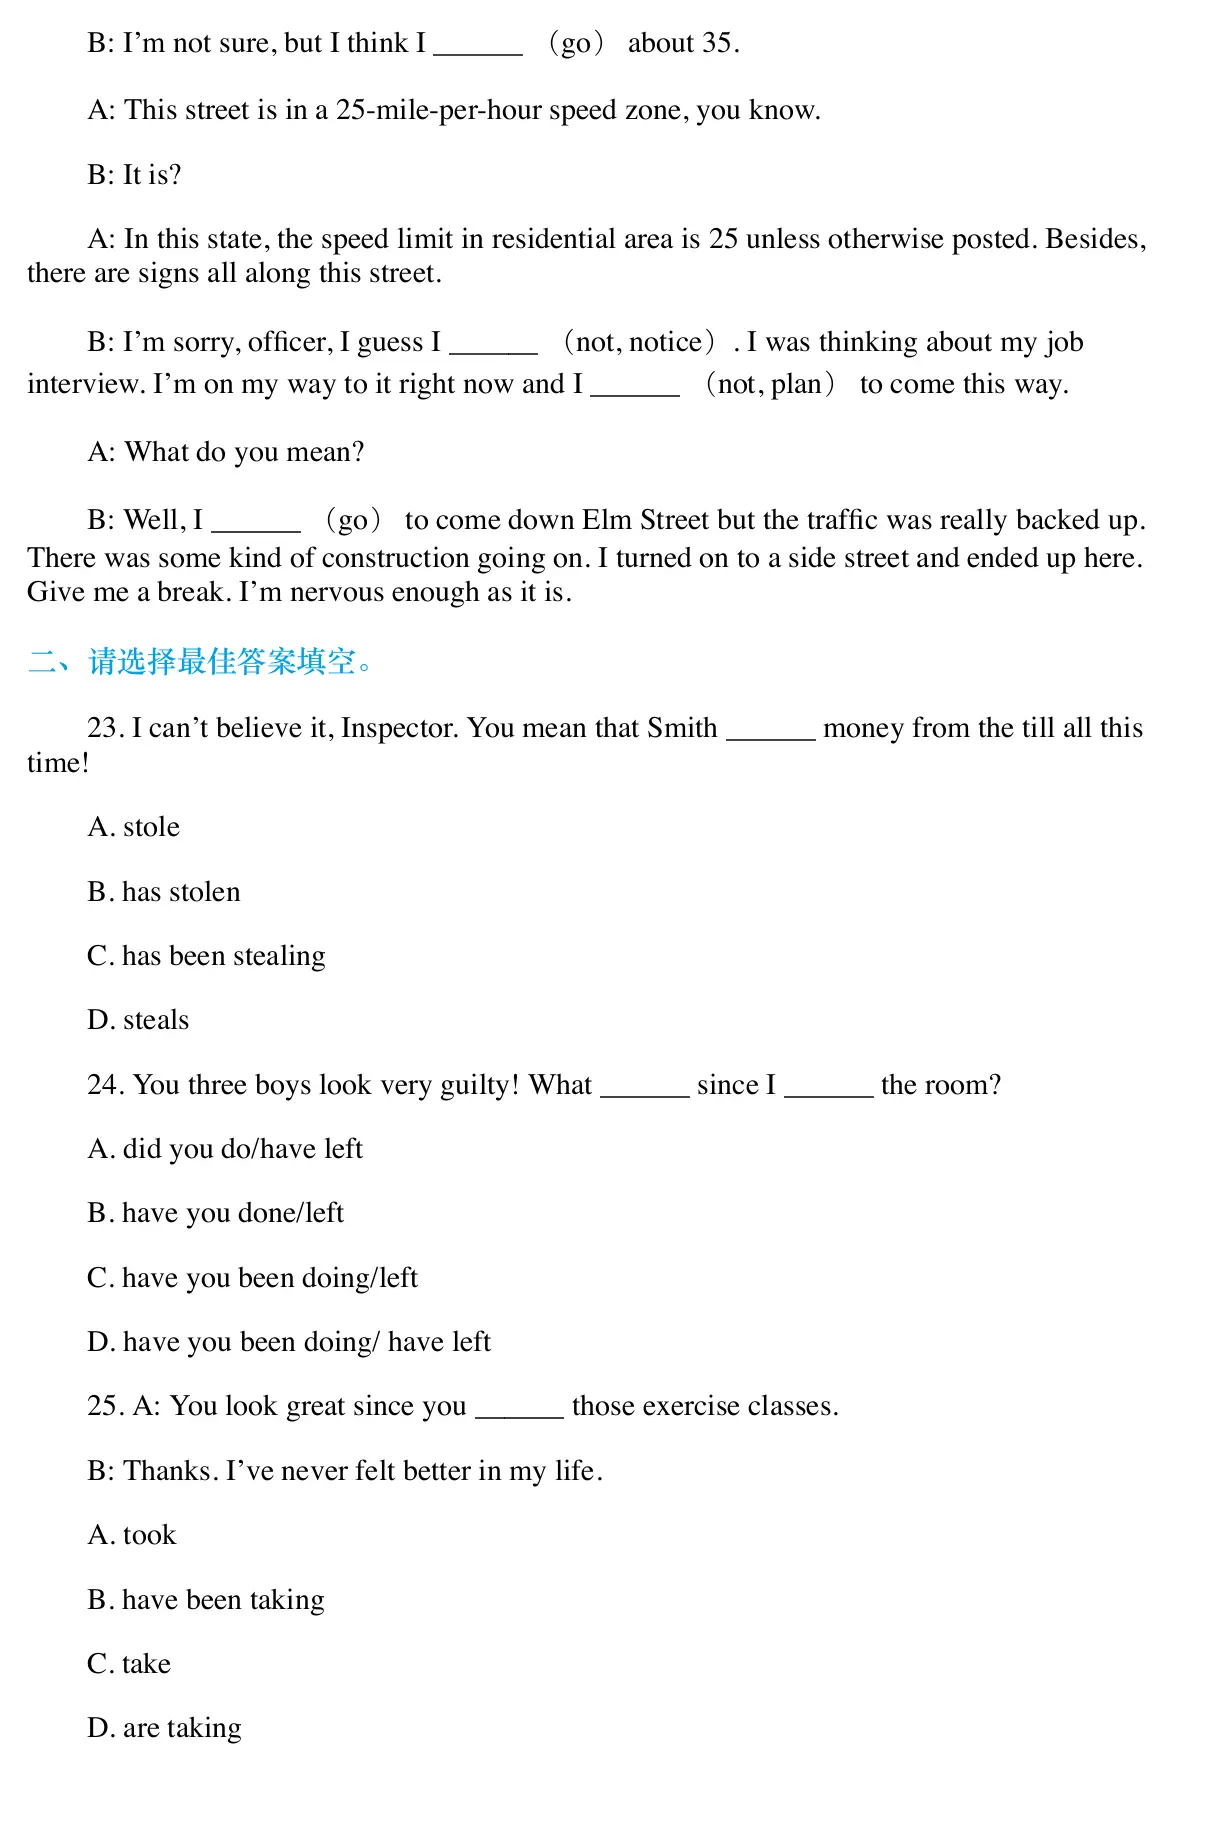 B: I’m not sure, but I think I ______ （go） about 35.
A: This street is in a 25-mile-per-hour speed zone, you know.
B: It is?
A: In this state, the speed limit in residential area is 25 unless otherwise posted. Besides,
there are signs all along this street.
B: I’m sorry, officer, I guess I ______ （not, notice）. I was thinking about my job
interview. I’m on my way to it right now and I ______ （not, plan） to come this way.
A: What do you mean?
B: Well, I ______ （go） to come down Elm Street but the traffic was really backed up.
There was some kind of construction going on. I turned on to a side street and ended up here.
Give me a break. I’m nervous enough as it is.
二、请选择最佳答案填空。
23. I can’t believe it, Inspector. You mean that Smith ______ money from the till all this
time!
A. stole
B. has stolen
C. has been stealing
D. steals
24. You three boys look very guilty! What ______ since I ______ the room?
A. did you do/have left
B. have you done/left
C. have you been doing/left
D. have you been doing/ have left
25. A: You look great since you ______ those exercise classes.
B: Thanks. I’ve never felt better in my life.
A. took
B. have been taking
C. take
D. are taking